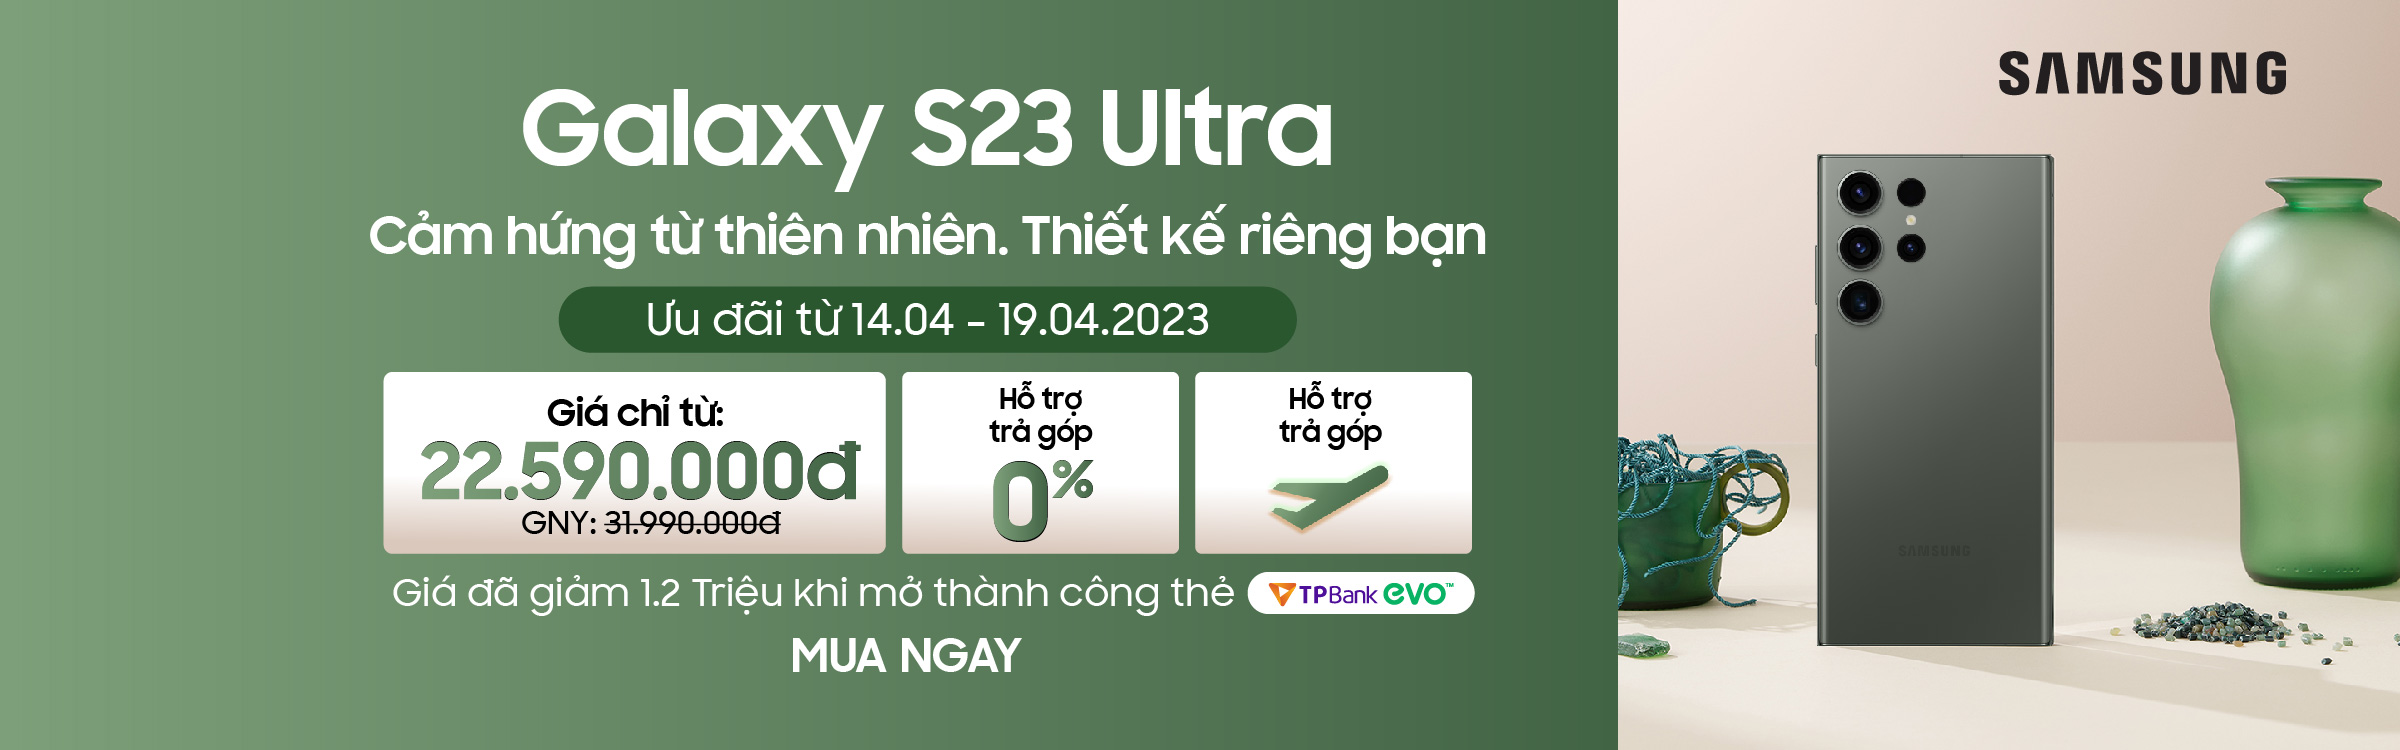 SAMSUNG
Galaxy S23 Ultra
Cảm hứng từ thiên nhiên. Thiết kế riêng bạn
Ưu đãi từ 14.04 - 19.04.2023
Giá chỉ từ:
22.590.000đ
GNY: 31.990.000đ
Hỗ trợ
trả góp
0%
Hỗ trợ
trả góp
Giá đã giảm 1.2 Triệu khi mở thành công thẻ TPBank evo™
MUA NGAY
SAMSUNG